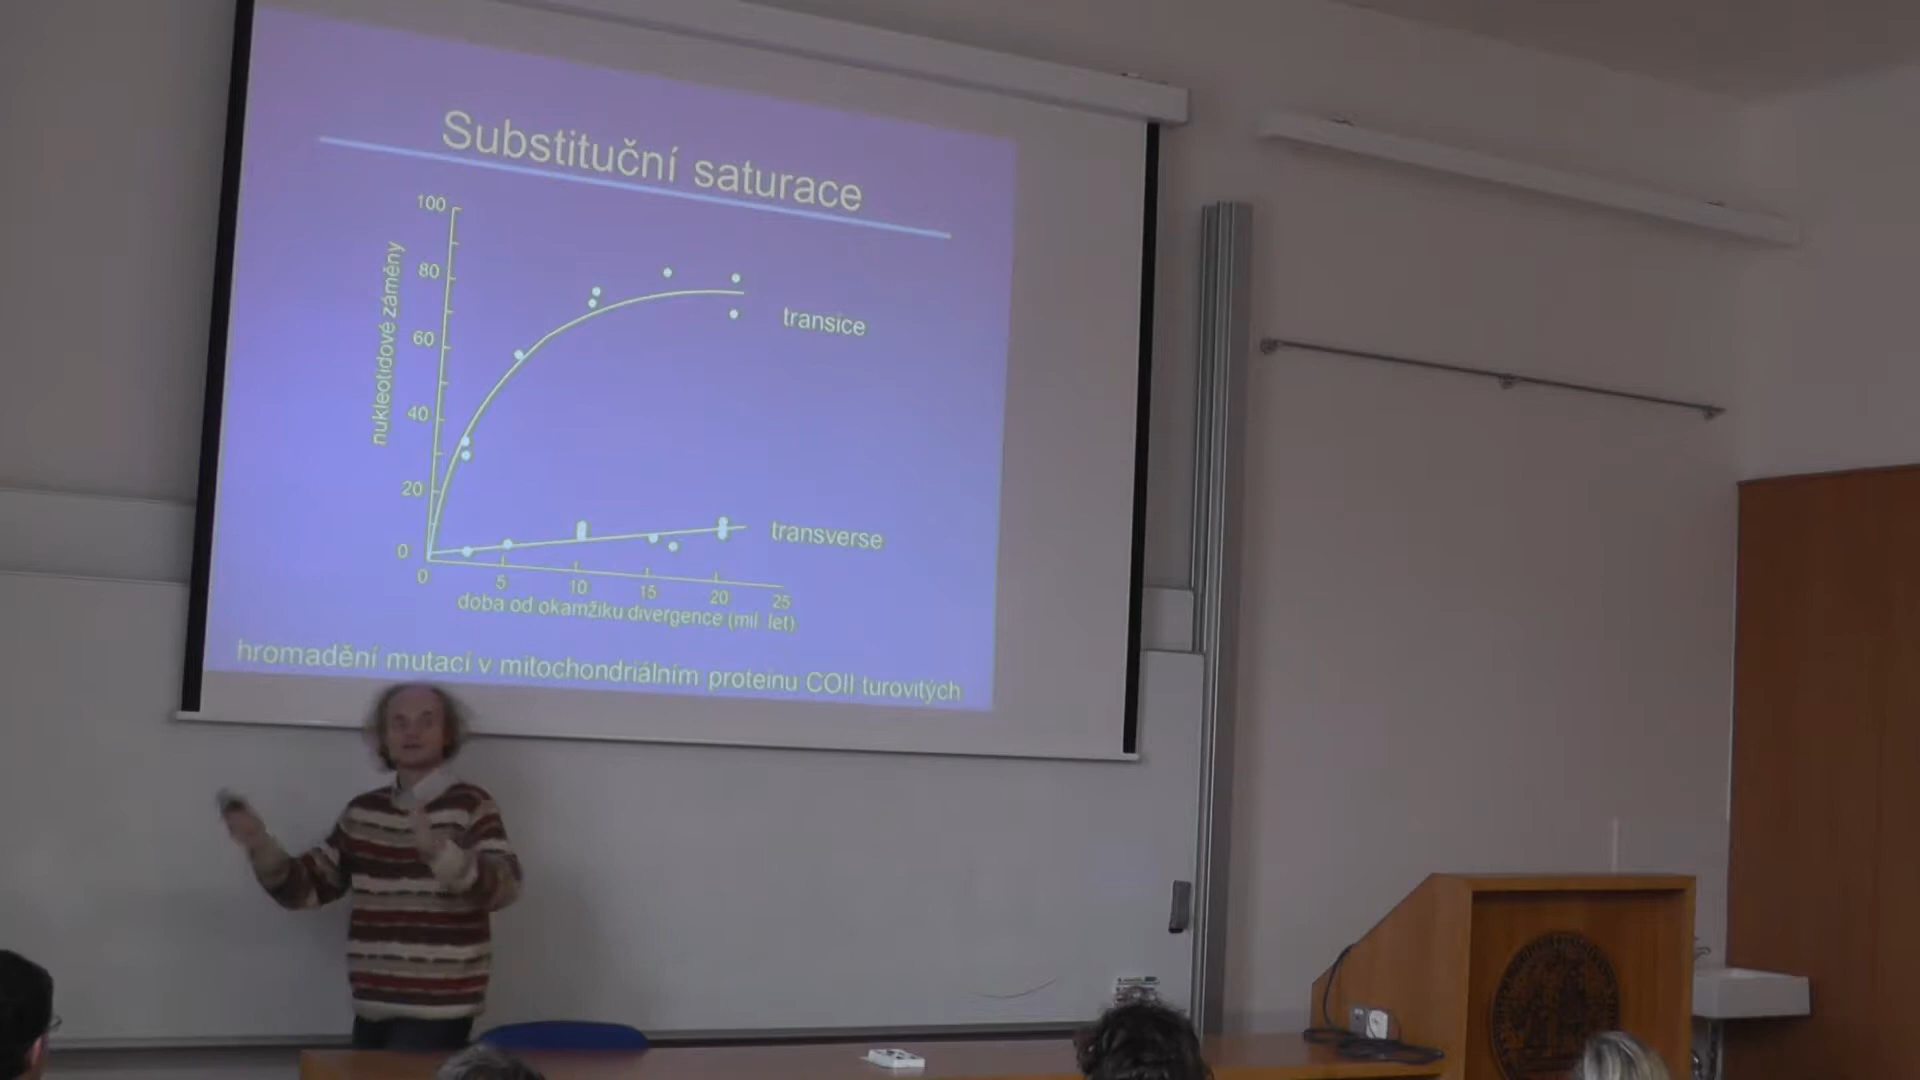 Substituční saturace
100
80
60
40
20
0
nukleotidové záměny
transice
transverse
0 5 10 15 20 25
doba od okamžiku divergence (mil. let)
hromadění mutací v mitochondriálním proteinu COII turovitých